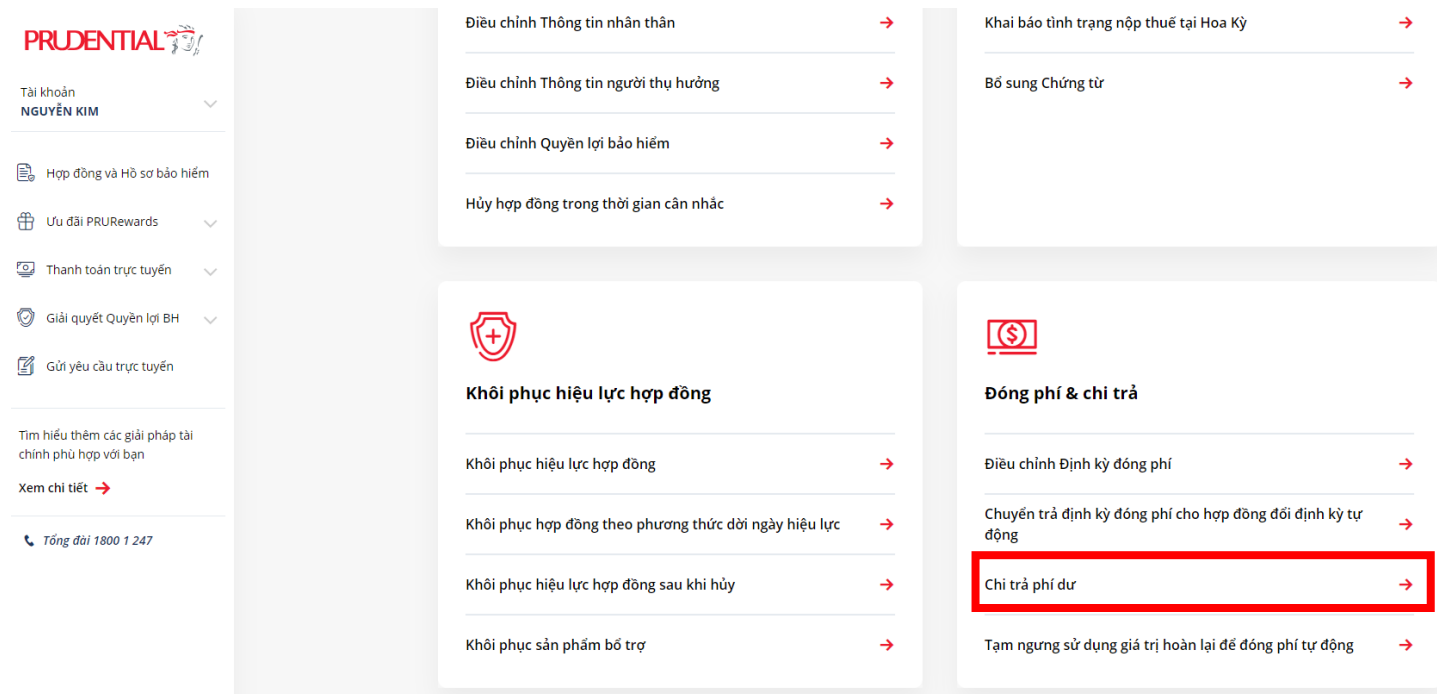 PRUDENTIAL
Tài khoản
NGUYỄN KIM
Hợp đồng và Hồ sơ bảo hiểm
Ưu đãi PRURewards
Thanh toán trực tuyến
Giải quyết Quyền lợi BH
Gửi yêu cầu trực tuyến
Tìm hiểu thêm các giải pháp tài
chính phù hợp với bạn
Xem chi tiết
Tổng đài 1800 1 247
Điều chỉnh Thông tin nhân thân
Điều chỉnh Thông tin người thụ hưởng
Điều chỉnh Quyền lợi bảo hiểm
Hủy hợp đồng trong thời gian cân nhắc
Khai báo tình trạng nộp thuế tại Hoa Kỳ
Bổ sung Chứng từ
Khôi phục hiệu lực hợp đồng
Khôi phục hiệu lực hợp đồng
Khôi phục hợp đồng theo phương thức dời ngày hiệu lực
Khôi phục hiệu lực hợp đồng sau khi hủy
Khôi phục sản phẩm bổ trợ
Đóng phí & chi trả
Điều chỉnh Định kỳ đóng phí
Chuyển trả định kỳ đóng phí cho hợp đồng đổi định kỳ tự
động
Chi trả phí dư
Tạm ngưng sử dụng giá trị hoàn lại để đóng phí tự động